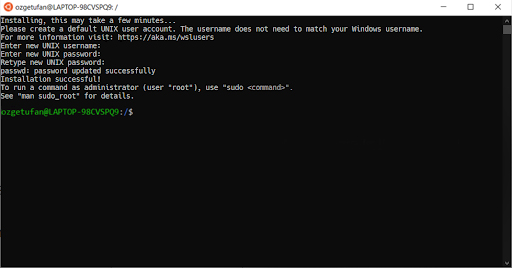 ozgetufan@LAPTOP-98CVSPQ9: /
Installing, this may take a few minutes...
Please create a default UNIX user account. The username does not need to match your Windows username.
For more information visit: https://aka.ms/wslusers
Enter new UNIX username:
Enter new UNIX password:
Retype new UNIX password:
passwd: password updated successfully
Installation successful!
To run a command as administrator (user "root"), use "sudo <command>".
See "man sudo_root" for details.
ozgetufan@LAPTOP-98CVSPQ9:/$